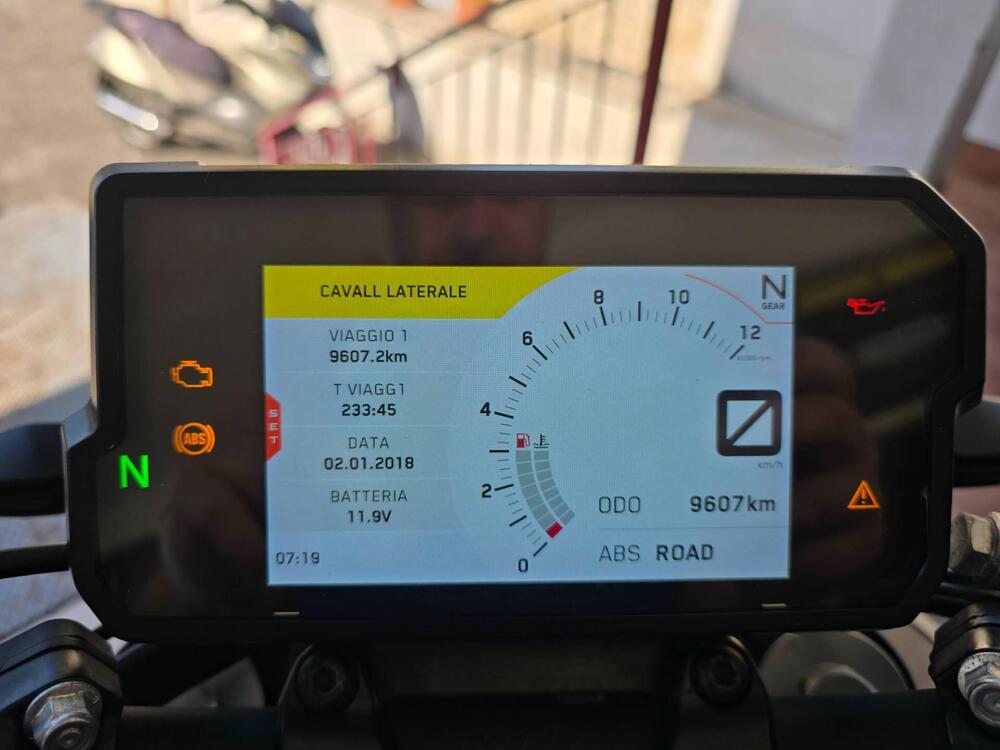 CAVALL LATERALE
VIAGGIO 1
9607.2km
T VIAGG1
233:45
DATA
02.01.2018
BATTERIA
11.9V
07:19
SET
0
2
4
6
8
10
12
x1000 rpm
N
GEAR
0
km/h
ODO 9607km
ABS ROAD
ABS
N